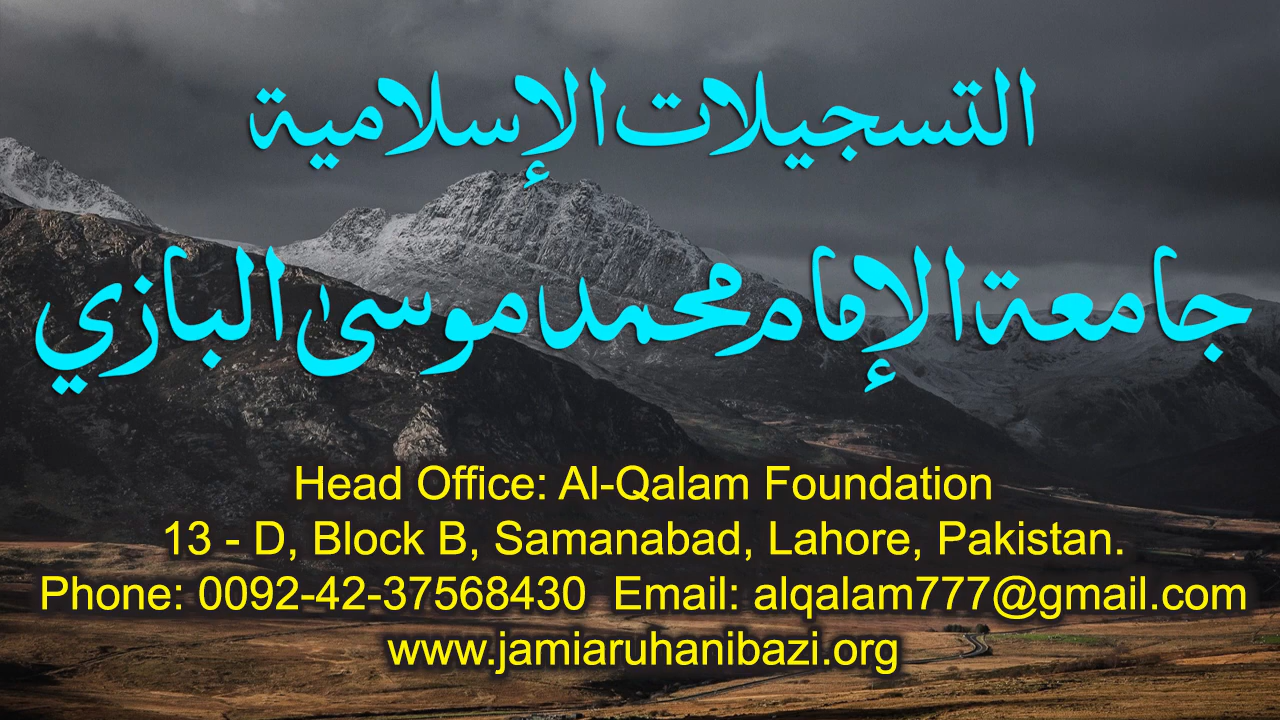 التسجيلات الإسلامية
جامعة الإمام محمد موسىٰ البازي
Head Office: Al-Qalam Foundation
13 - D, Block B, Samanabad, Lahore, Pakistan.
Phone: 0092-42-37568430 Email: alqalam777@gmail.com
www.jamiaruhanibazi.org